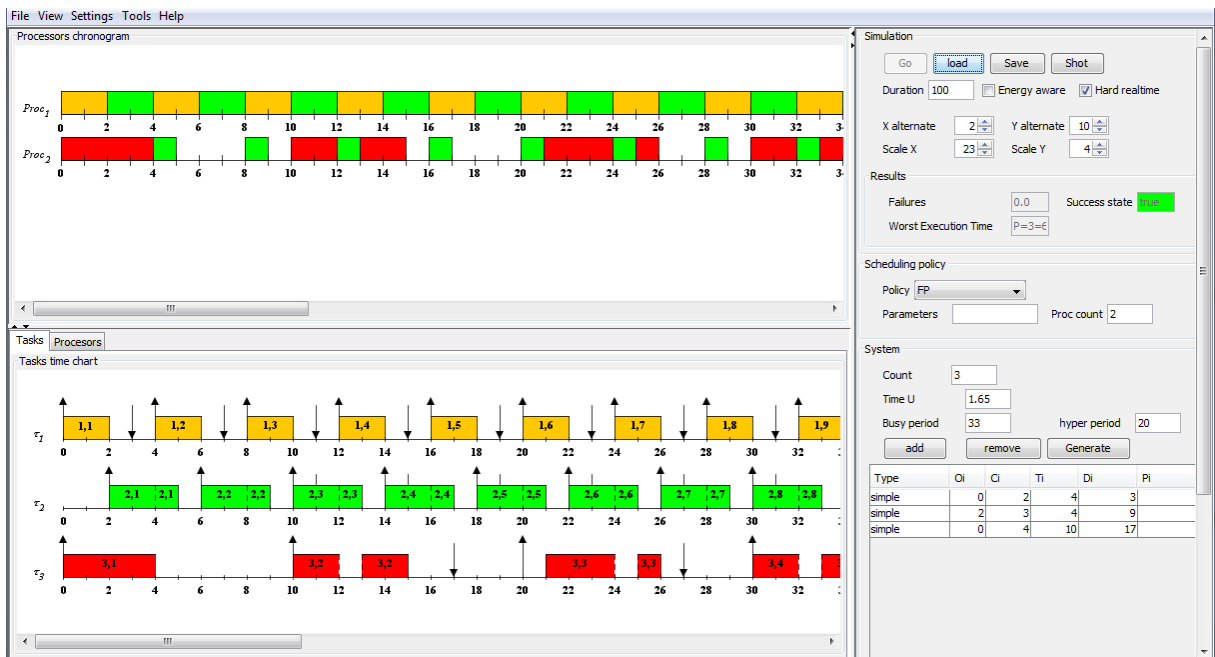 File View Settings Tools Help
Processors chronogram
Proc1
0 2 4 6 8 10 12 14 16 18 20 22 24 26 28 30 32
Proc2
0 2 4 6 8 10 12 14 16 18 20 22 24 26 28 30 32
Tasks Procesors
Tasks time chart
τ1 1,1 1,2 1,3 1,4 1,5 1,6 1,7 1,8 1,9
0 2 4 6 8 10 12 14 16 18 20 22 24 26 28 30 32
τ2 2,1 2,1 2,2 2,2 2,3 2,3 2,4 2,4 2,5 2,5 2,6 2,6 2,7 2,7 2,8 2,8
0 2 4 6 8 10 12 14 16 18 20 22 24 26 28 30 32
τ3 3,1 3,2 3,2 3,3 3,3 3,4
0 2 4 6 8 10 12 14 16 18 20 22 24 26 28 30 32
Simulation
Go load Save Shot
Duration 100 Energy aware Hard realtime
X alternate 2 Y alternate 10
Scale X 23 Scale Y 4
Results
Failures 0.0 Success state true
Worst Execution Time P=3=6
Scheduling policy
Policy FP
Parameters Proc count 2
System
Count 3
Time U 1.65
Busy period 33 hyper period 20
add remove Generate
Type Oi Ci Ti Di Pi
simple 0 2 4 3
simple 2 3 4 9
simple 0 4 10 17